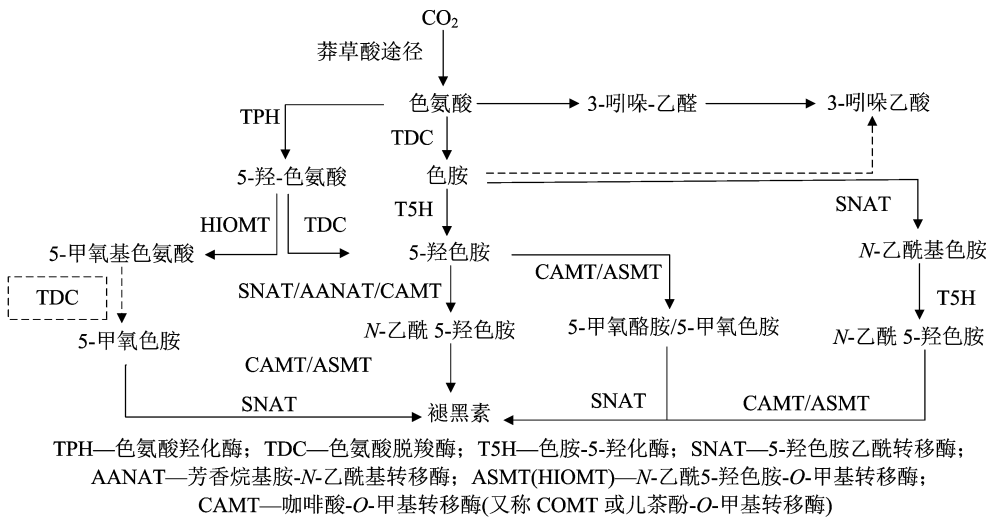 CO₂
莽草酸途径
色氨酸
3-吲哚-乙醛
3-吲哚乙酸
TPH
TDC
5-羟-色氨酸
色胺
HIOMT
TDC
T5H
SNAT
5-甲氧基色氨酸
5-羟色胺
N-乙酰基色胺
CAMT/ASMT
TDC
SNAT/AANAT/CAMT
T5H
5-甲氧色胺
N-乙酰 5-羟色胺
5-甲氧酪胺/5-甲氧色胺
N-乙酰 5-羟色胺
CAMT/ASMT
SNAT
褪黑素
SNAT
CAMT/ASMT
TPH—色氨酸羟化酶；TDC—色氨酸脱羧酶；T5H—色胺-5-羟化酶；SNAT—5-羟色胺乙酰转移酶；
AANAT—芳香烷基胺-N-乙酰基转移酶；ASMT(HIOMT)—N-乙酰5-羟色胺-O-甲基转移酶；
CAMT—咖啡酸-O-甲基转移酶(又称 COMT 或儿茶酚-O-甲基转移酶)